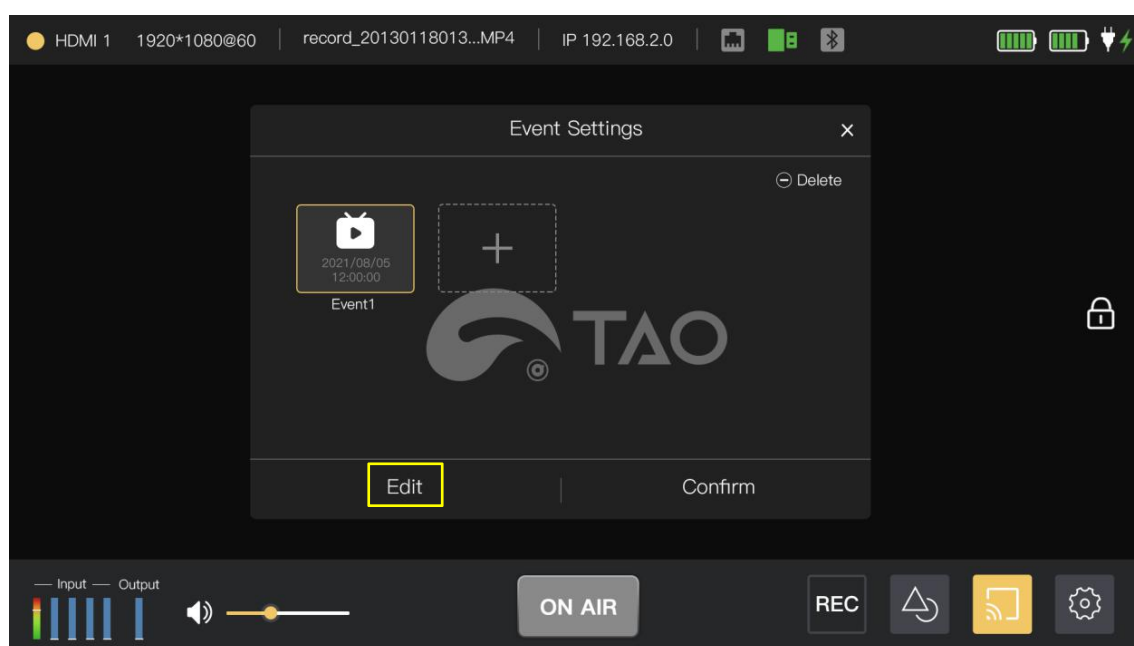 HDMI 1 1920*1080@60 record_20130118013...MP4 IP 192.168.2.0
Event Settings ×
Delete
2021/08/05
12:00:00
Event1
TAO
Edit Confirm
Input Output
ON AIR REC